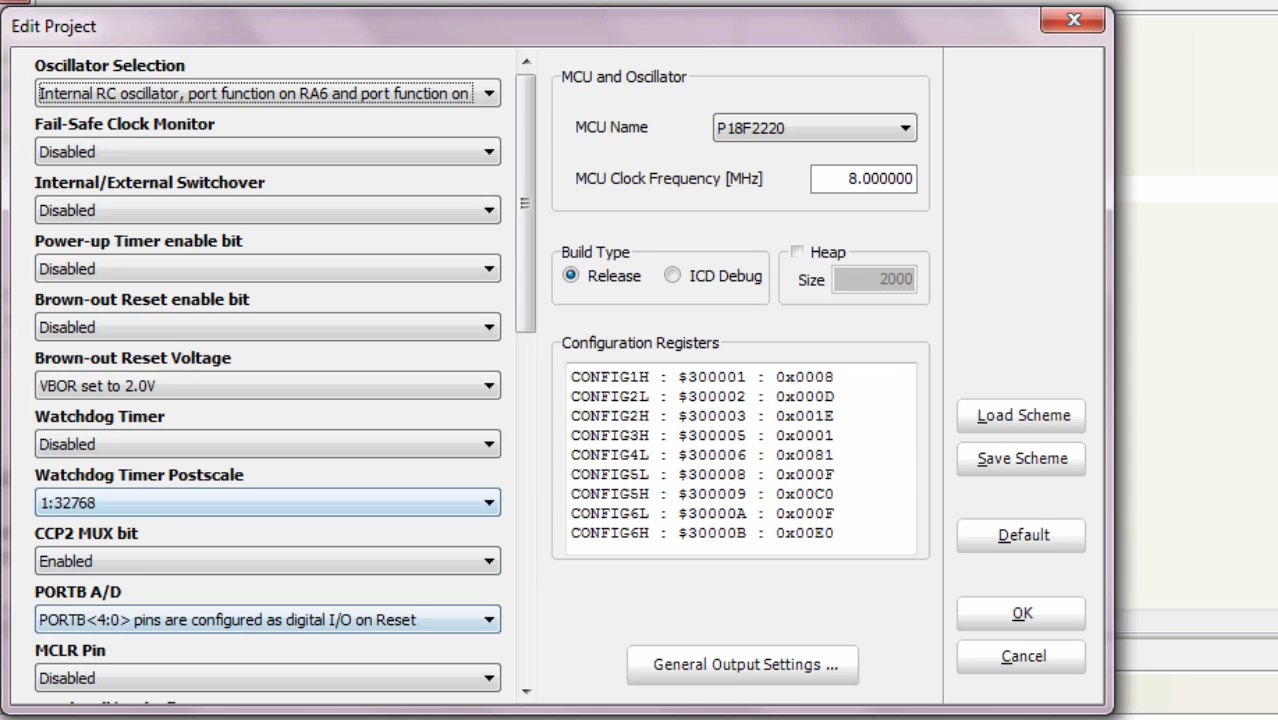 Edit Project
Oscillator Selection
Internal RC oscillator, port function on RA6 and port function on
Fail-Safe Clock Monitor
Disabled
Internal/External Switchover
Disabled
Power-up Timer enable bit
Disabled
Brown-out Reset enable bit
Disabled
Brown-out Reset Voltage
VBOR set to 2.0V
Watchdog Timer
Disabled
Watchdog Timer Postscale
1:32768
CCP2 MUX bit
Enabled
PORTB A/D
PORTB<4:0> pins are configured as digital I/O on Reset
MCLR Pin
Disabled
MCU and Oscillator
MCU Name
P18F2220
MCU Clock Frequency [MHz]
8.000000
Build Type
Release
ICD Debug
Heap
Size
2000
Configuration Registers
CONFIG1H : $300001 : 0x0008
CONFIG2L : $300002 : 0x000D
CONFIG2H : $300003 : 0x001E
CONFIG3H : $300005 : 0x0001
CONFIG4L : $300006 : 0x0081
CONFIG5L : $300008 : 0x000F
CONFIG5H : $300009 : 0x00C0
CONFIG6L : $30000A : 0x000F
CONFIG6H : $30000B : 0x00E0
General Output Settings ...
Load Scheme
Save Scheme
Default
OK
Cancel